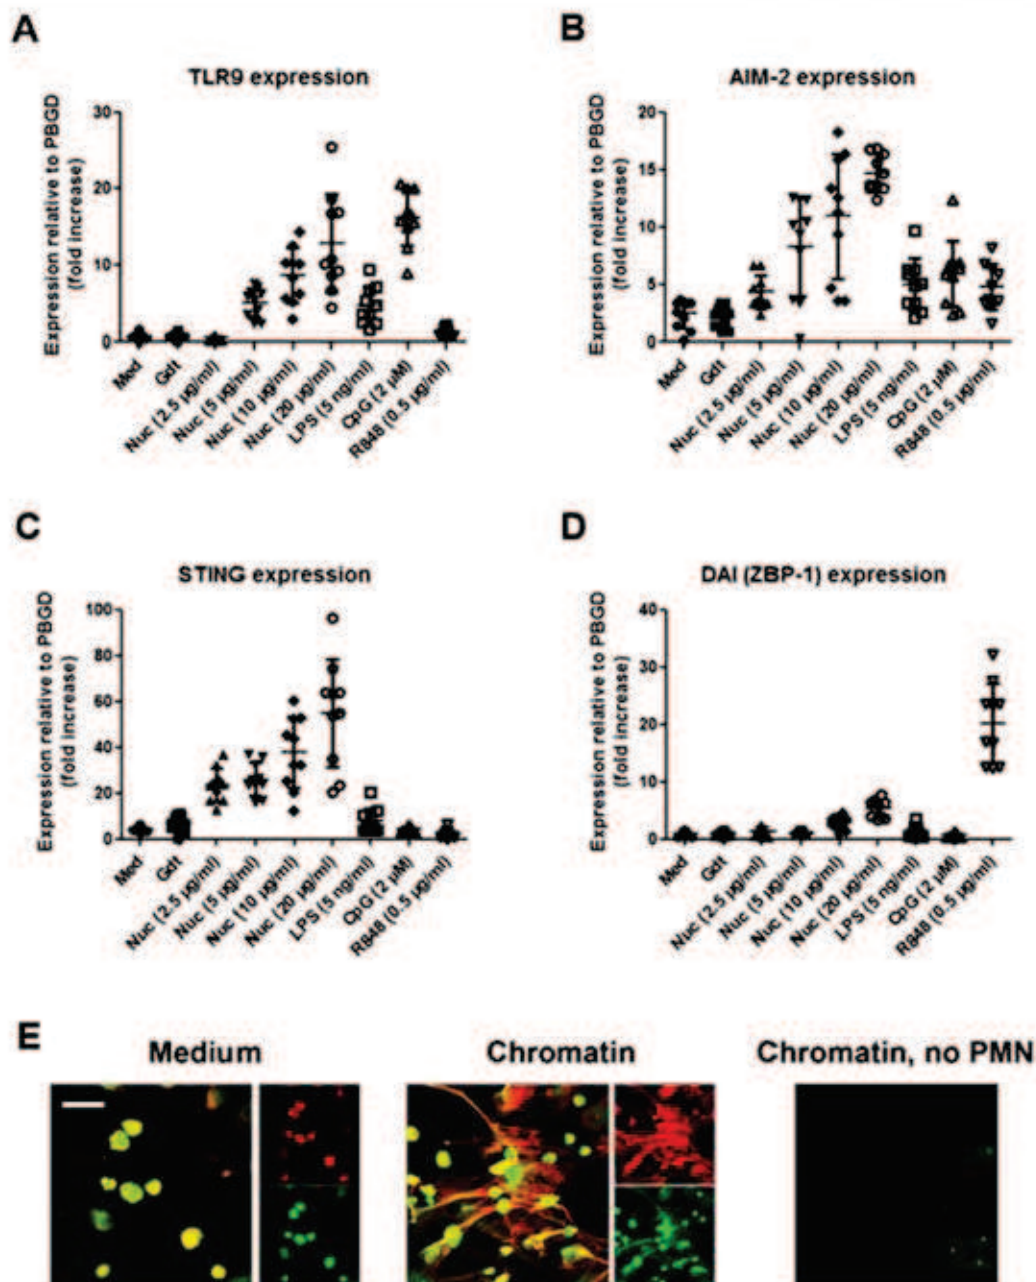 A
TLR9 expression
Expression relative to PBGD
(fold increase)
30
20
10
0
Med
Gdt
Nuc (2.5 µg/ml)
Nuc (5 µg/ml)
Nuc (10 µg/ml)
Nuc (20 µg/ml)
LPS (5 ng/ml)
CpG (2 µM)
R848 (0.5 µg/ml)
B
AIM-2 expression
Expression relative to PBGD
(fold increase)
20
15
10
5
0
Med
Gdt
Nuc (2.5 µg/ml)
Nuc (5 µg/ml)
Nuc (10 µg/ml)
Nuc (20 µg/ml)
LPS (5 ng/ml)
CpG (2 µM)
R848 (0.5 µg/ml)
C
STING expression
Expression relative to PBGD
(fold increase)
100
80
60
40
20
0
Med
Gdt
Nuc (2.5 µg/ml)
Nuc (5 µg/ml)
Nuc (10 µg/ml)
Nuc (20 µg/ml)
LPS (5 ng/ml)
CpG (2 µM)
R848 (0.5 µg/ml)
D
DAI (ZBP-1) expression
Expression relative to PBGD
(fold increase)
40
30
20
10
0
Med
Gdt
Nuc (2.5 µg/ml)
Nuc (5 µg/ml)
Nuc (10 µg/ml)
Nuc (20 µg/ml)
LPS (5 ng/ml)
CpG (2 µM)
R848 (0.5 µg/ml)
E
Medium
Chromatin
Chromatin, no PMN